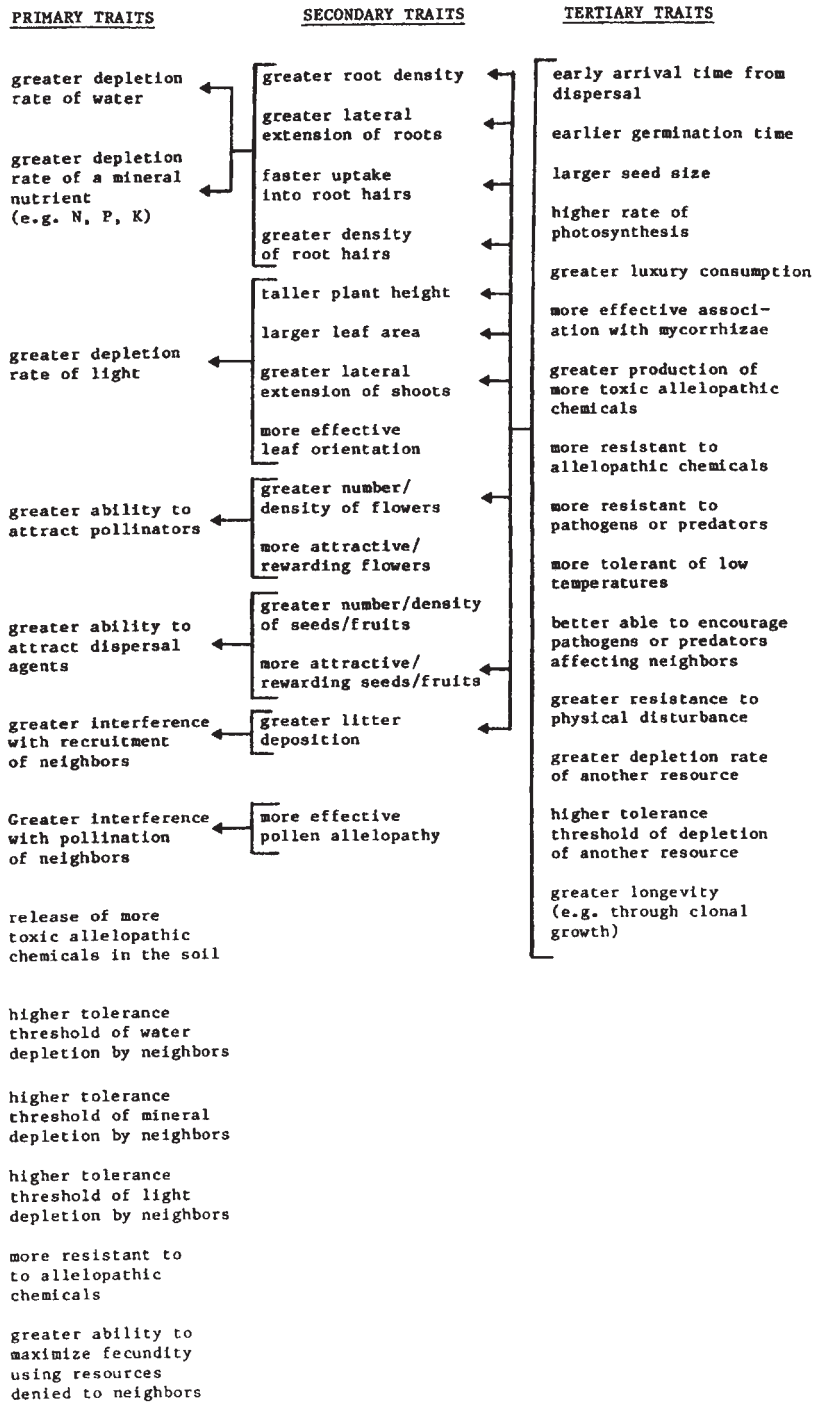 PRIMARY TRAITS
greater depletion
rate of water
greater depletion
rate of a mineral
nutrient
(e.g. N, P, K)
greater depletion
rate of light
greater ability to
attract pollinators
greater ability to
attract dispersal
agents
greater interference
with recruitment
of neighbors
Greater interference
with pollination
of neighbors
release of more
toxic allelopathic
chemicals in the soil
higher tolerance
threshold of water
depletion by neighbors
higher tolerance
threshold of mineral
depletion by neighbors
higher tolerance
threshold of light
depletion by neighbors
more resistant to
to allelopathic
chemicals
greater ability to
maximize fecundity
using resources
denied to neighbors
SECONDARY TRAITS
greater root density
greater lateral
extension of roots
faster uptake
into root hairs
greater density
of root hairs
taller plant height
larger leaf area
greater lateral
extension of shoots
more effective
leaf orientation
greater number/
density of flowers
more attractive/
rewarding flowers
greater number/density
of seeds/fruits
more attractive/
rewarding seeds/fruits
greater litter
deposition
more effective
pollen allelopathy
TERTIARY TRAITS
early arrival time from
dispersal
earlier germination time
larger seed size
higher rate of
photosynthesis
greater luxury consumption
more effective associ-
ation with mycorrhizae
greater production of
more toxic allelopathic
chemicals
more resistant to
allelopathic chemicals
more resistant to
pathogens or predators
more tolerant of low
temperatures
better able to encourage
pathogens or predators
affecting neighbors
greater resistance to
physical disturbance
greater depletion rate
of another resource
higher tolerance
threshold of depletion
of another resource
greater longevity
(e.g. through clonal
growth)